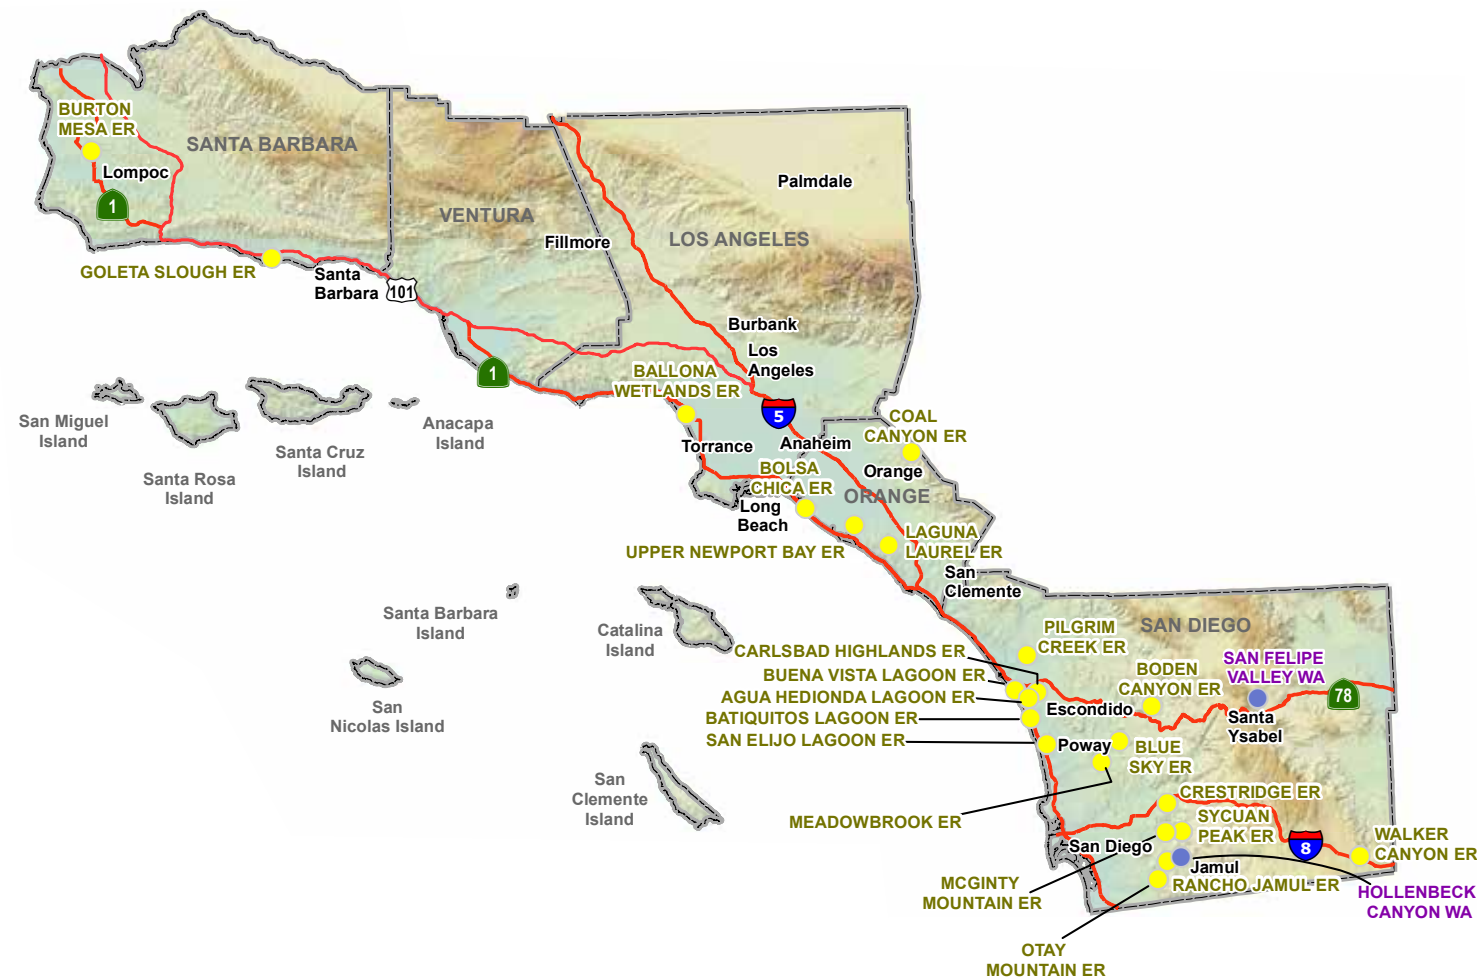 BURTON
MESA ER
Lompoc
1
SANTA BARBARA
GOLETA SLOUGH ER
Santa
Barbara
101
VENTURA
Fillmore
Palmdale
LOS ANGELES
Burbank
Los
Angeles
1
BALLONA
WETLANDS ER
5
Torrance
Anaheim
COAL
CANYON ER
Orange
BOLSA
CHICA ER
ORANGE
Long
Beach
UPPER NEWPORT BAY ER
LAGUNA
LAUREL ER
San
Clemente
San Miguel
Island
Santa Rosa
Island
Santa Cruz
Island
Anacapa
Island
Santa Barbara
Island
San
Nicolas Island
Catalina
Island
San
Clemente
Island
PILGRIM
CREEK ER
SAN DIEGO
CARLSBAD HIGHLANDS ER
BUENA VISTA LAGOON ER
AGUA HEDIONDA LAGOON ER
BATIQUITOS LAGOON ER
SAN ELIJO LAGOON ER
Escondido
BODEN
CANYON ER
SAN FELIPE
VALLEY WA
78
Santa
Ysabel
Poway
BLUE
SKY ER
MEADOWBROOK ER
CRESTRIDGE ER
SYCUAN
PEAK ER
San Diego
8
WALKER
CANYON ER
Jamul
RANCHO JAMUL ER
MCGINTY
MOUNTAIN ER
HOLLENBECK
CANYON WA
OTAY
MOUNTAIN ER